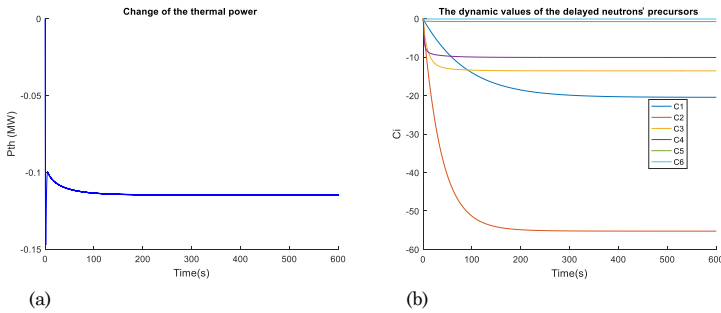 Change of the thermal power
0
-0.05
-0.1
-0.15
Pth (MW)
0 100 200 300 400 500 600
Time(s)
(a)
The dynamic values of the delayed neutrons' precursors
0
-10
-20
-30
-40
-50
-60
Ci
C1
C2
C3
C4
C5
C6
0 100 200 300 400 500 600
Time(s)
(b)